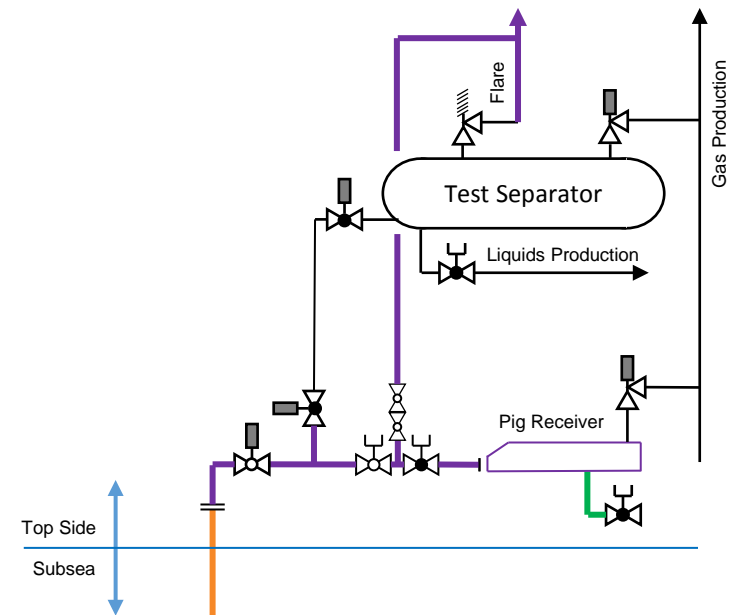 Flare
Gas Production
Test Separator
Liquids Production
Pig Receiver
Top Side
Subsea